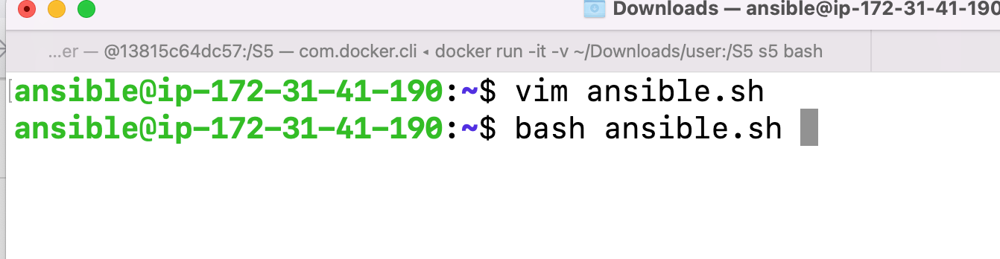 Downloads — ansible@ip-172-31-41-190
...er — @13815c64dc57:/S5 — com.docker.cli ◂ docker run -it -v ~/Downloads/user:/S5 s5 bash
[ansible@ip-172-31-41-190:~$ vim ansible.sh
ansible@ip-172-31-41-190:~$ bash ansible.sh